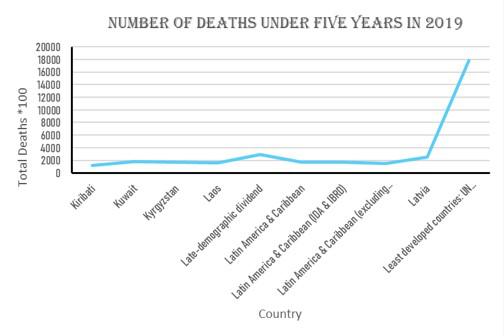 NUMBER OF DEATHS UNDER FIVE YEARS IN 2019
Total Deaths *100
20000
18000
16000
14000
12000
10000
8000
6000
4000
2000
0
Kiribati
Kuwait
Kyrgyzstan
Laos
Late-demographic dividend
Latin America & Caribbean
Latin America & Caribbean (IDA & IBRD)
Latin America & Caribbean (excluding...
Latvia
Least developed countries: UN...
Country